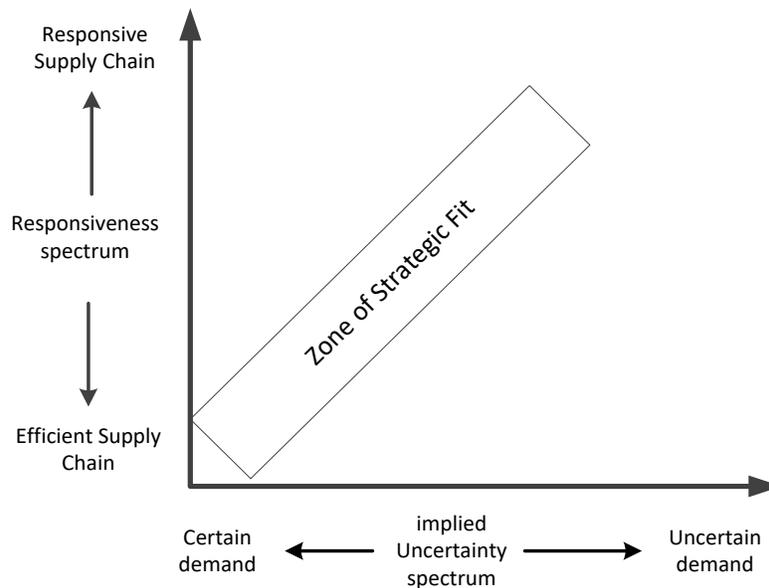 Responsive
Supply Chain
Responsiveness
spectrum
Zone of Strategic Fit
Efficient Supply
Chain
Certain
demand
implied
Uncertainty
spectrum
Uncertain
demand